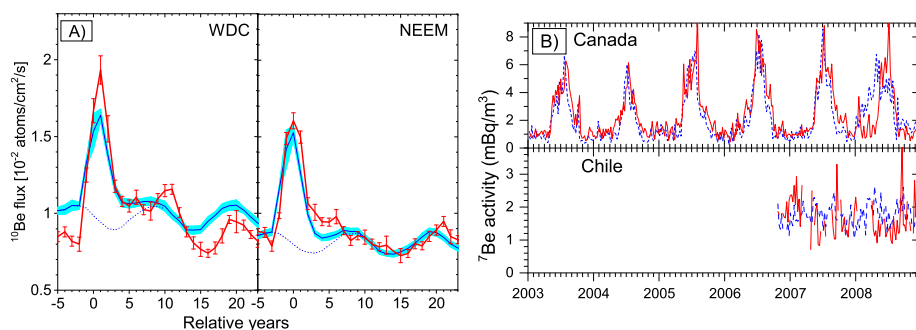 A) WDC
NEEM
2
1.5
1
0.5
¹⁰Be flux [10⁻² atoms/cm²/s]
-5 0 5 10 15 20
-5 0 5 10 15 20
Relative years
B) Canada
8
6
4
2
0
Chile
3
2
1
0
⁷Be activity (mBq/m³)
2003 2004 2005 2006 2007 2008